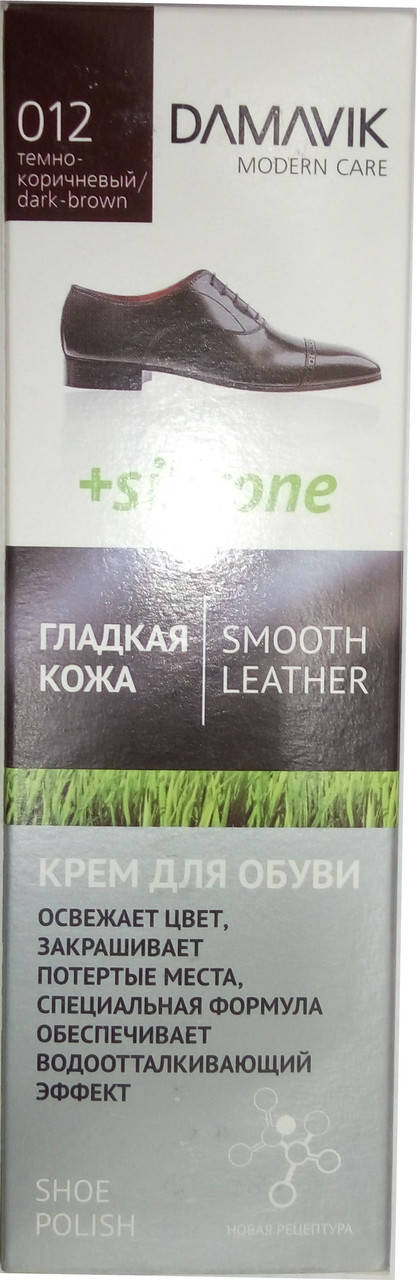 012
темно-
коричневый/
dark-brown
DAMAVIK
MODERN CARE
ГЛАДКАЯ
КОЖА
SMOOTH
LEATHER
КРЕМ ДЛЯ ОБУВИ
ОСВЕЖАЕТ ЦВЕТ,
ЗАКРАШИВАЕТ
ПОТЕРТЫЕ МЕСТА,
СПЕЦИАЛЬНАЯ ФОРМУЛА
ОБЕСПЕЧИВАЕТ
ВОДООТТАЛКИВАЮЩИЙ
ЭФФЕКТ
SHOE
POLISH
НОВАЯ РЕЦЕПТУРА